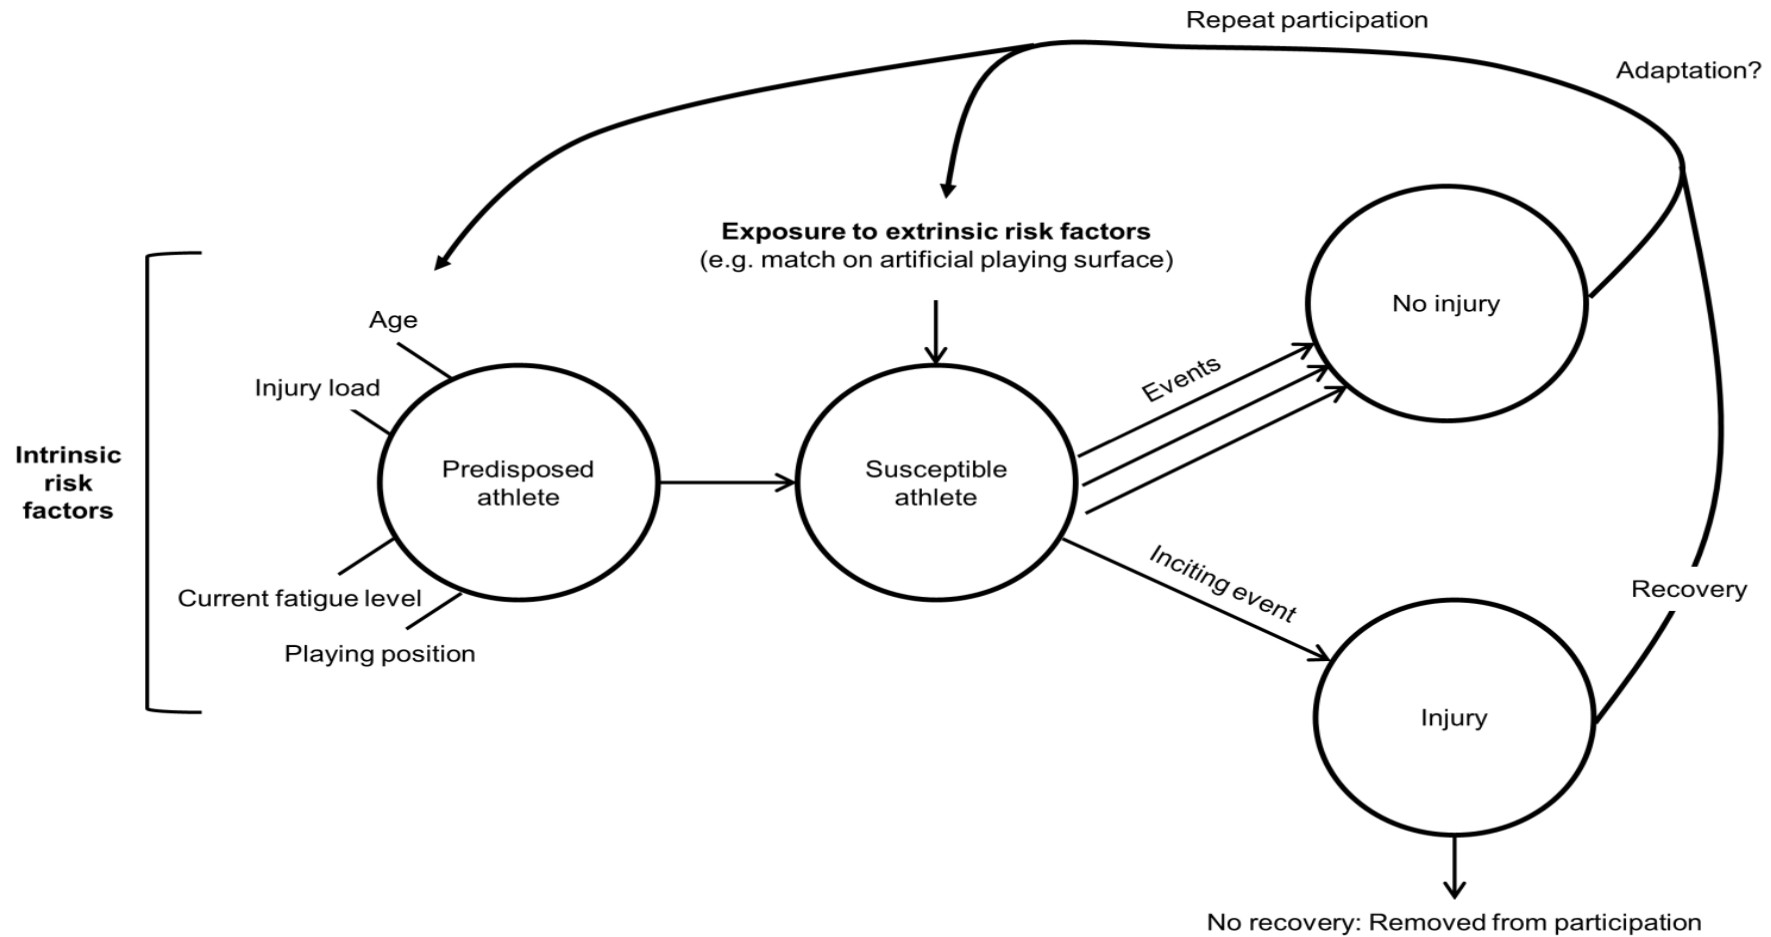 Repeat participation
Adaptation?
Exposure to extrinsic risk factors
(e.g. match on artificial playing surface)
No injury
Age
Injury load
Events
Intrinsic
risk
factors
Predisposed
athlete
Susceptible
athlete
Inciting event
Current fatigue level
Recovery
Playing position
Injury
No recovery: Removed from participation